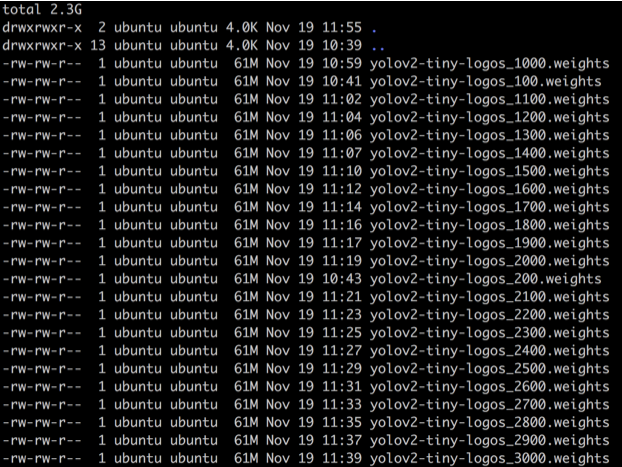 total 2.3G
drwxrwxr-x  2 ubuntu ubuntu 4.0K Nov 19 11:55 .
drwxrwxr-x 13 ubuntu ubuntu 4.0K Nov 19 10:39 ..
-rw-rw-r--  1 ubuntu ubuntu  61M Nov 19 10:59 yolov2-tiny-logos_1000.weights
-rw-rw-r--  1 ubuntu ubuntu  61M Nov 19 10:41 yolov2-tiny-logos_100.weights
-rw-rw-r--  1 ubuntu ubuntu  61M Nov 19 11:02 yolov2-tiny-logos_1100.weights
-rw-rw-r--  1 ubuntu ubuntu  61M Nov 19 11:04 yolov2-tiny-logos_1200.weights
-rw-rw-r--  1 ubuntu ubuntu  61M Nov 19 11:06 yolov2-tiny-logos_1300.weights
-rw-rw-r--  1 ubuntu ubuntu  61M Nov 19 11:07 yolov2-tiny-logos_1400.weights
-rw-rw-r--  1 ubuntu ubuntu  61M Nov 19 11:10 yolov2-tiny-logos_1500.weights
-rw-rw-r--  1 ubuntu ubuntu  61M Nov 19 11:12 yolov2-tiny-logos_1600.weights
-rw-rw-r--  1 ubuntu ubuntu  61M Nov 19 11:14 yolov2-tiny-logos_1700.weights
-rw-rw-r--  1 ubuntu ubuntu  61M Nov 19 11:16 yolov2-tiny-logos_1800.weights
-rw-rw-r--  1 ubuntu ubuntu  61M Nov 19 11:17 yolov2-tiny-logos_1900.weights
-rw-rw-r--  1 ubuntu ubuntu  61M Nov 19 11:19 yolov2-tiny-logos_2000.weights
-rw-rw-r--  1 ubuntu ubuntu  61M Nov 19 10:43 yolov2-tiny-logos_200.weights
-rw-rw-r--  1 ubuntu ubuntu  61M Nov 19 11:21 yolov2-tiny-logos_2100.weights
-rw-rw-r--  1 ubuntu ubuntu  61M Nov 19 11:23 yolov2-tiny-logos_2200.weights
-rw-rw-r--  1 ubuntu ubuntu  61M Nov 19 11:25 yolov2-tiny-logos_2300.weights
-rw-rw-r--  1 ubuntu ubuntu  61M Nov 19 11:27 yolov2-tiny-logos_2400.weights
-rw-rw-r--  1 ubuntu ubuntu  61M Nov 19 11:29 yolov2-tiny-logos_2500.weights
-rw-rw-r--  1 ubuntu ubuntu  61M Nov 19 11:31 yolov2-tiny-logos_2600.weights
-rw-rw-r--  1 ubuntu ubuntu  61M Nov 19 11:33 yolov2-tiny-logos_2700.weights
-rw-rw-r--  1 ubuntu ubuntu  61M Nov 19 11:35 yolov2-tiny-logos_2800.weights
-rw-rw-r--  1 ubuntu ubuntu  61M Nov 19 11:37 yolov2-tiny-logos_2900.weights
-rw-rw-r--  1 ubuntu ubuntu  61M Nov 19 11:39 yolov2-tiny-logos_3000.weights